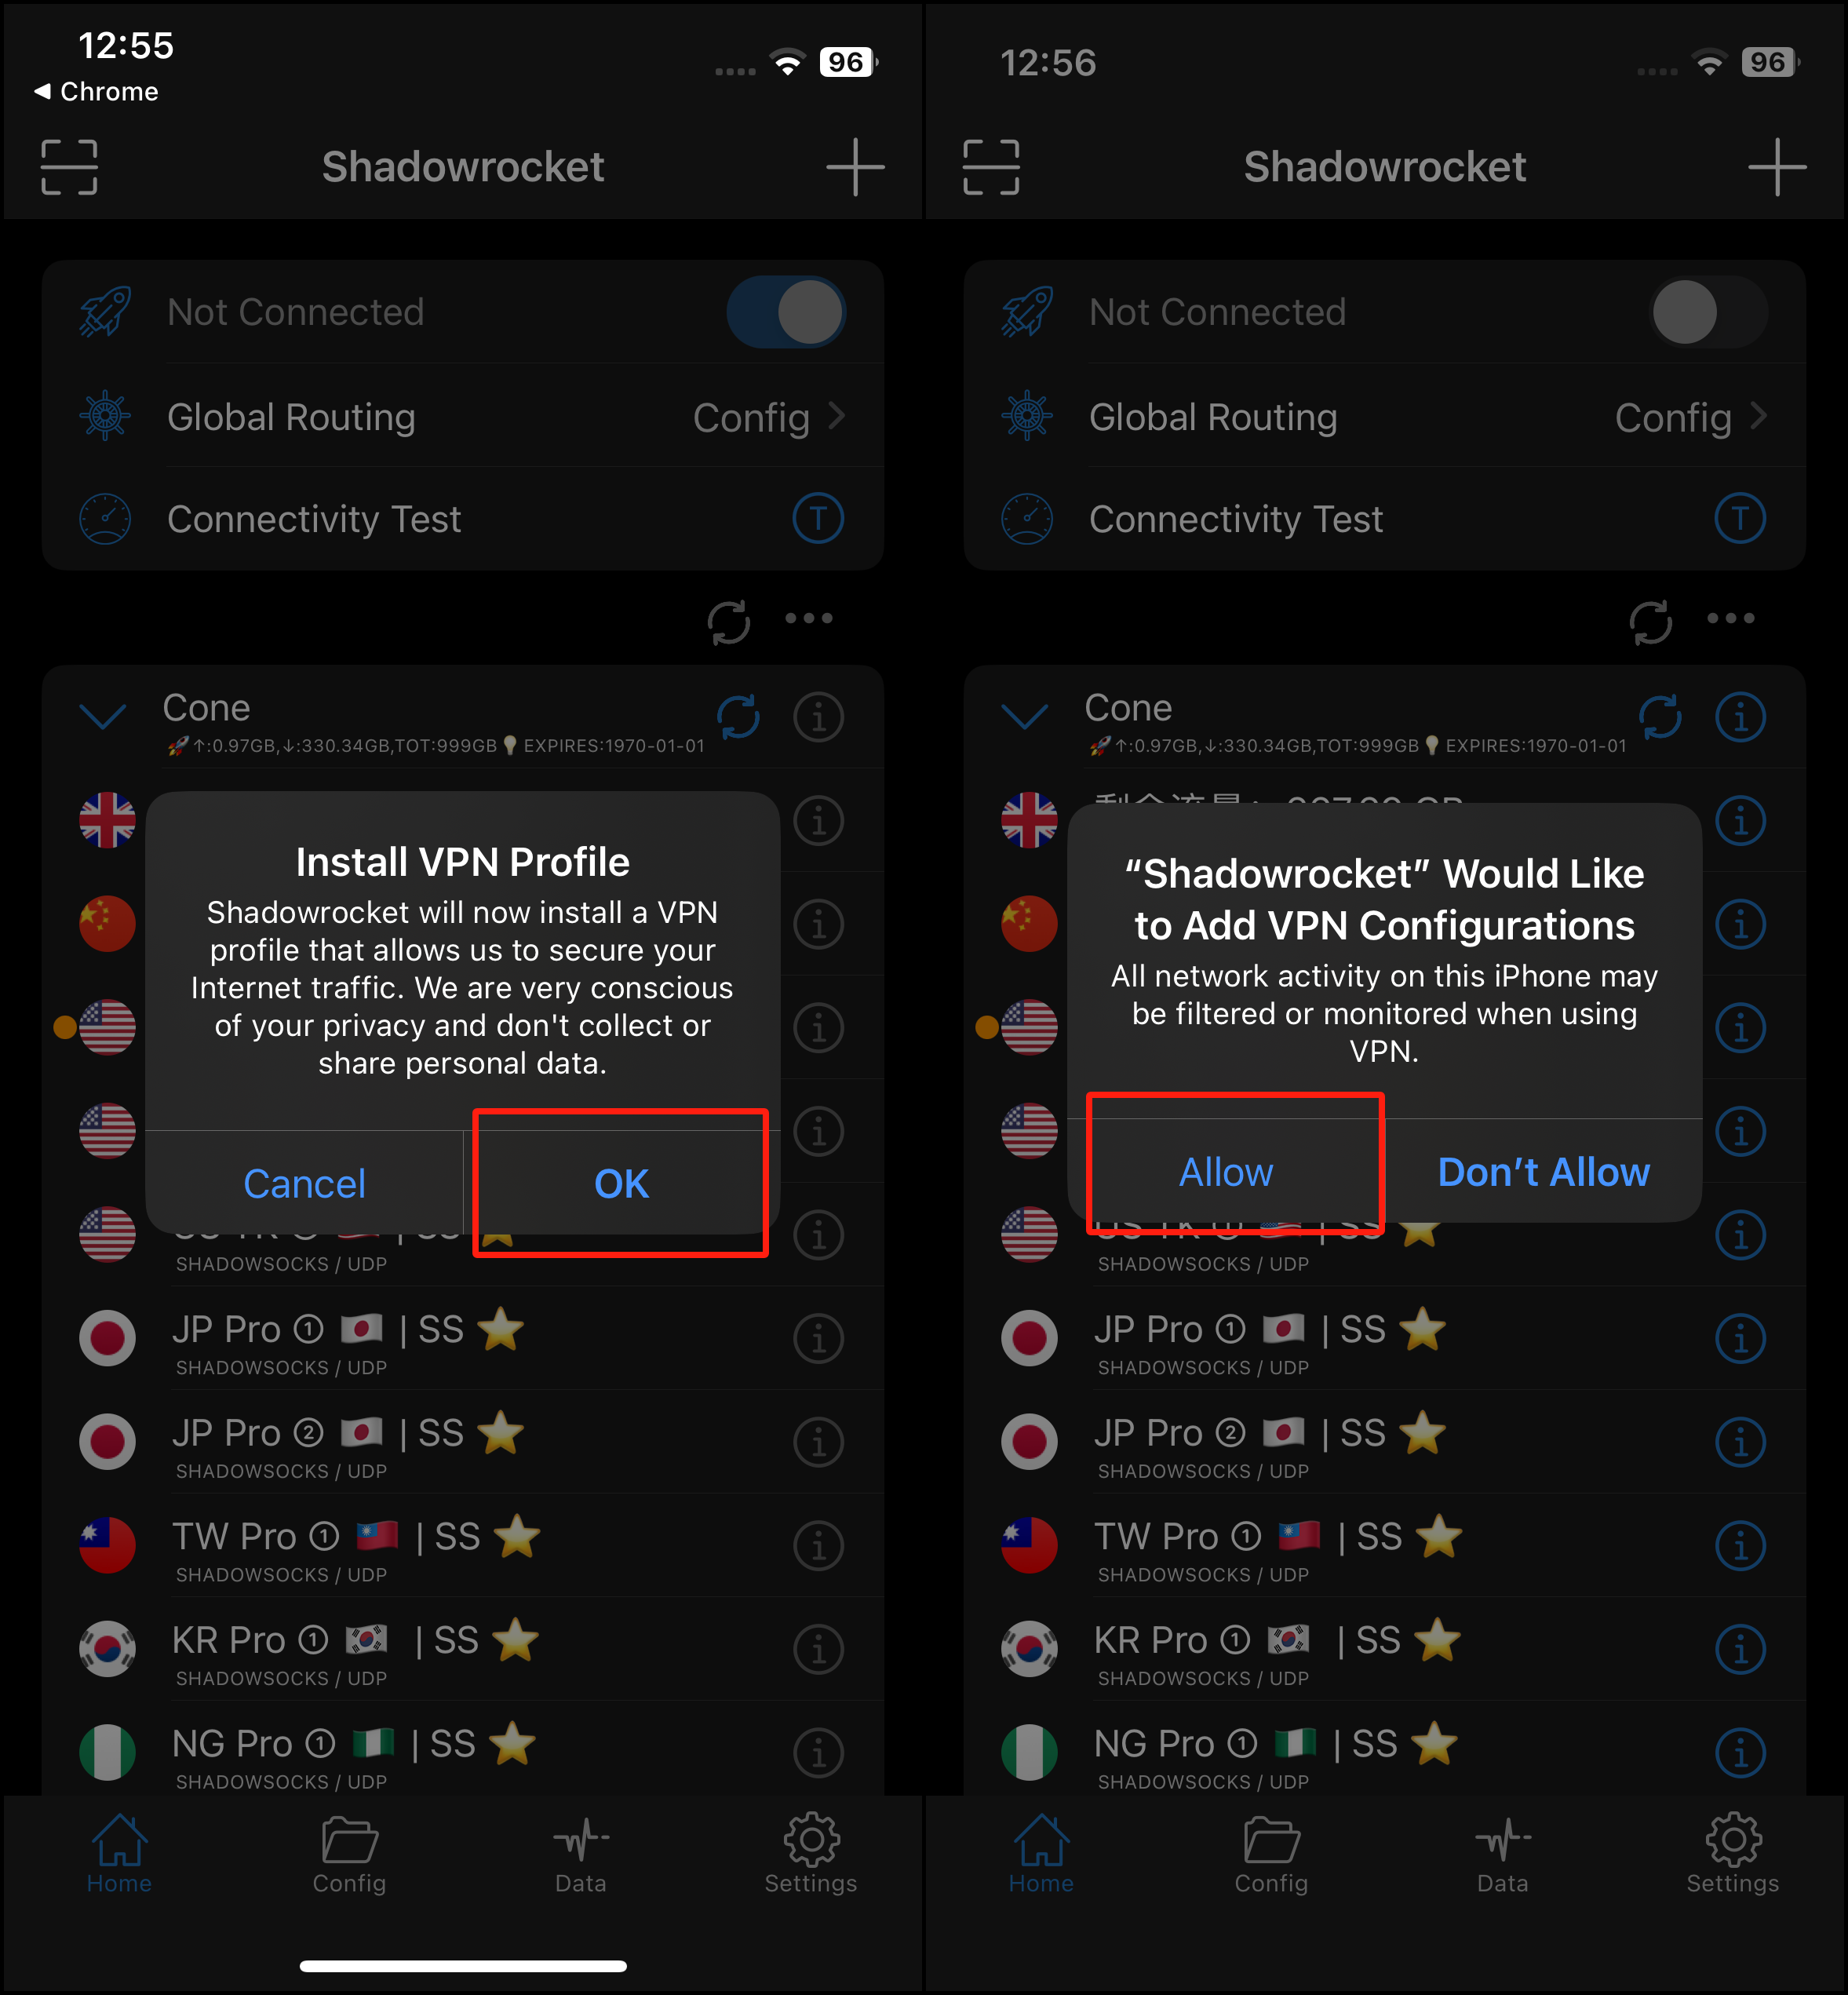 12:55
Chrome
96
Shadowrocket
Not Connected
Global Routing
Config
Connectivity Test
T
Cone
↑:0.97GB,↓:330.34GB,TOT:999GB EXPIRES:1970-01-01
Install VPN Profile
Shadowrocket will now install a VPN
profile that allows us to secure your
Internet traffic. We are very conscious
of your privacy and don't collect or
share personal data.
Cancel
OK
SHADOWSOCKS / UDP
JP Pro ① 🇯🇵 | SS ⭐
SHADOWSOCKS / UDP
JP Pro ② 🇯🇵 | SS ⭐
SHADOWSOCKS / UDP
TW Pro ① 🇹🇼 | SS ⭐
SHADOWSOCKS / UDP
KR Pro ① 🇰🇷 | SS ⭐
SHADOWSOCKS / UDP
NG Pro ① 🇳🇬 | SS ⭐
SHADOWSOCKS / UDP
Home
Config
Data
Settings
12:56
96
Shadowrocket
Not Connected
Global Routing
Config
Connectivity Test
T
Cone
↑:0.97GB,↓:330.34GB,TOT:999GB EXPIRES:1970-01-01
“Shadowrocket” Would Like
to Add VPN Configurations
All network activity on this iPhone may
be filtered or monitored when using
VPN.
Allow
Don’t Allow
SHADOWSOCKS / UDP
JP Pro ① 🇯🇵 | SS ⭐
SHADOWSOCKS / UDP
JP Pro ② 🇯🇵 | SS ⭐
SHADOWSOCKS / UDP
TW Pro ① 🇹🇼 | SS ⭐
SHADOWSOCKS / UDP
KR Pro ① 🇰🇷 | SS ⭐
SHADOWSOCKS / UDP
NG Pro ① 🇳🇬 | SS ⭐
SHADOWSOCKS / UDP
Home
Config
Data
Settings